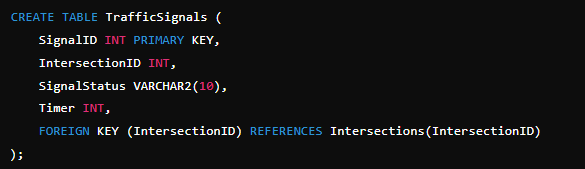 CREATE TABLE TrafficSignals (
    SignalID INT PRIMARY KEY,
    IntersectionID INT,
    SignalStatus VARCHAR2(10),
    Timer INT,
    FOREIGN KEY (IntersectionID) REFERENCES Intersections(IntersectionID)
);